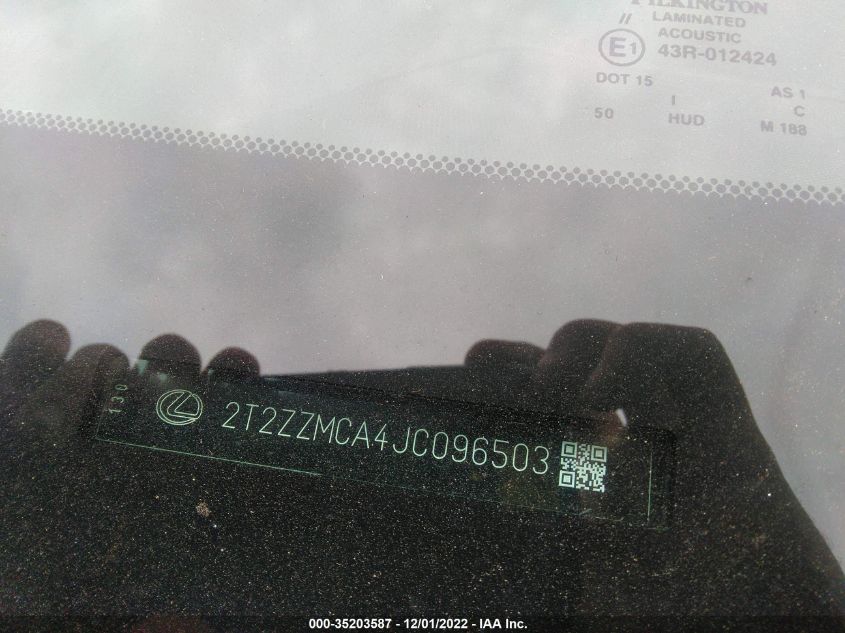 PILKINGTON
//
LAMINATED
ACOUSTIC
E1 43R-012424
DOT 15 AS 1
I C
50 HUD M 188
130
2T2ZZMCA4JC096503
000-35203587 - 12/01/2022 - IAA Inc.